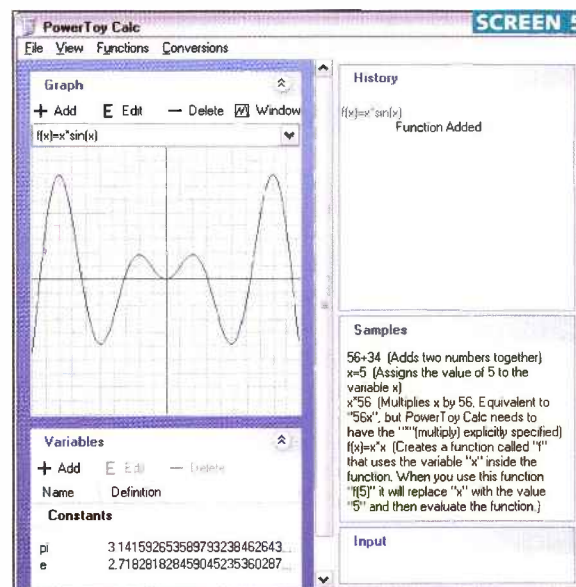 PowerToy Calc
SCREEN 5
File View Functions Conversions
Graph
+ Add E Edit — Delete Window
f(x)=x*sin(x)
Variables
+ Add E Edit — Delete
Name Definition
Constants
pi 3.14159265358979323846264 3...
e 2.718281828459045235360287...
History
f(x)=x*sin(x)
Function Added
Samples
56+34 (Adds two numbers together)
x=5 (Assigns the value of 5 to the
variable x)
x*56 (Multiplies x by 56. Equivalent to
"56x", but PowerToy Calc needs to
have the "*"(multiply) explicitly specified)
f(x)=x*x (Creates a function called "f"
that uses the variable "x" inside the
function. When you use this function
"f(5)" it will replace "x" with the value
"5" and then evaluate the function.)
Input